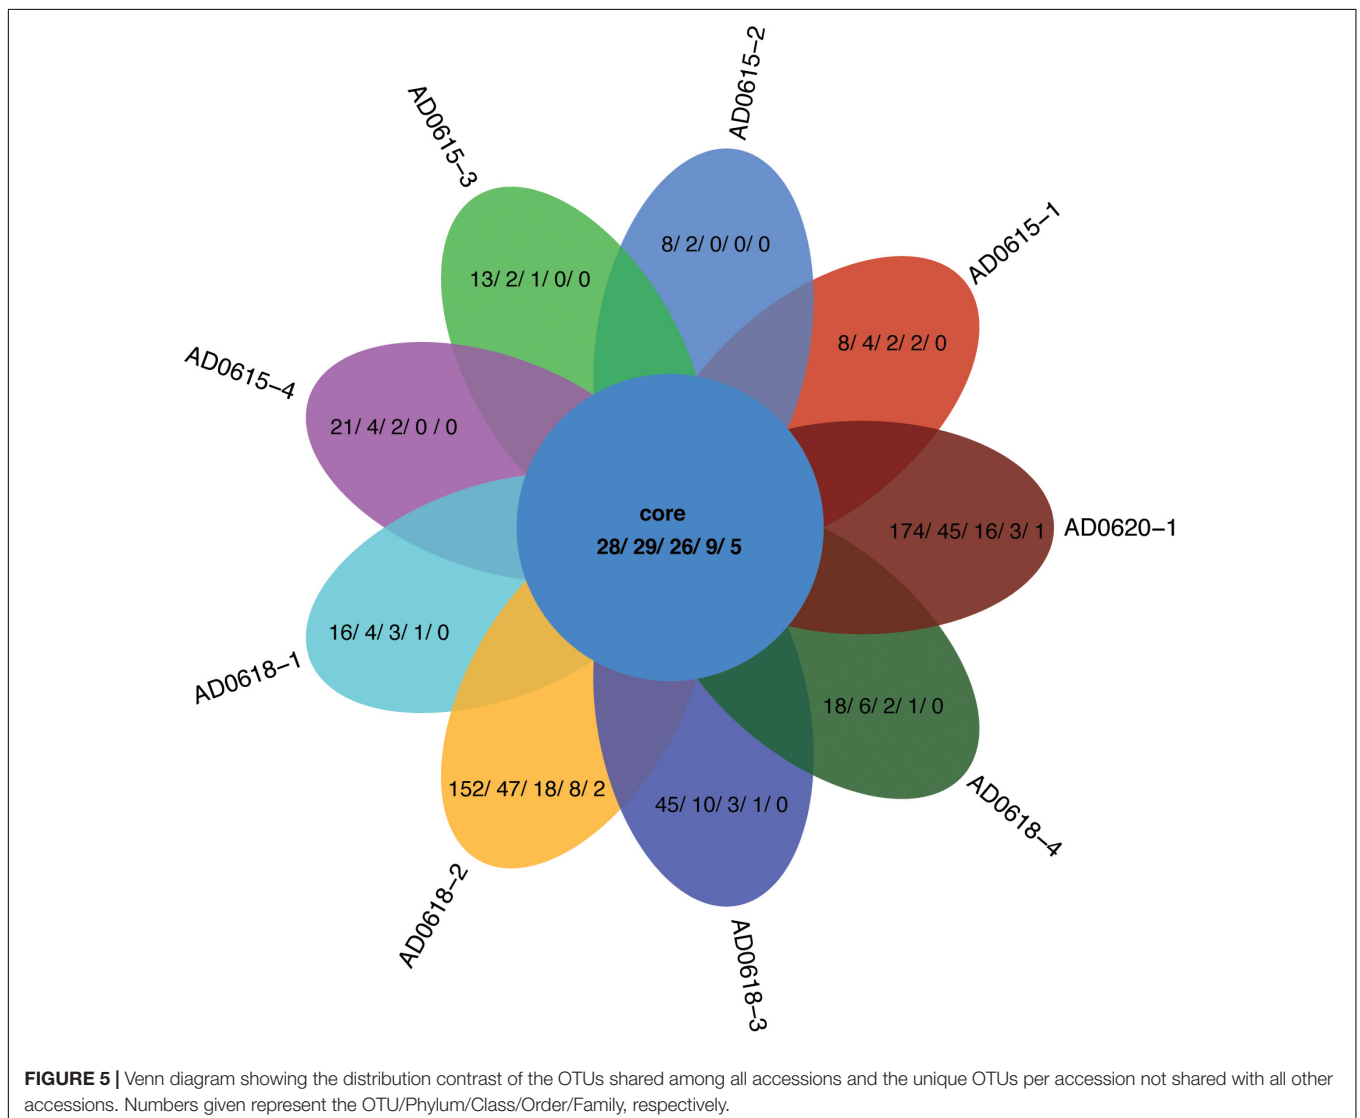 AD0615-2
AD0615-3
AD0615-1
8/ 2/ 0/ 0/ 0
13/ 2/ 1/ 0/ 0
8/ 4/ 2/ 2/ 0
AD0615-4
21/ 4/ 2/ 0 / 0
core
28/ 29/ 26/ 9/ 5
174/ 45/ 16/ 3/ 1
AD0620-1
16/ 4/ 3/ 1/ 0
AD0618-1
18/ 6/ 2/ 1/ 0
152/ 47/ 18/ 8/ 2
45/ 10/ 3/ 1/ 0
AD0618-4
AD0618-2
AD0618-3
FIGURE 5 | Venn diagram showing the distribution contrast of the OTUs shared among all accessions and the unique OTUs per accession not shared with all other
accessions. Numbers given represent the OTU/Phylum/Class/Order/Family, respectively.